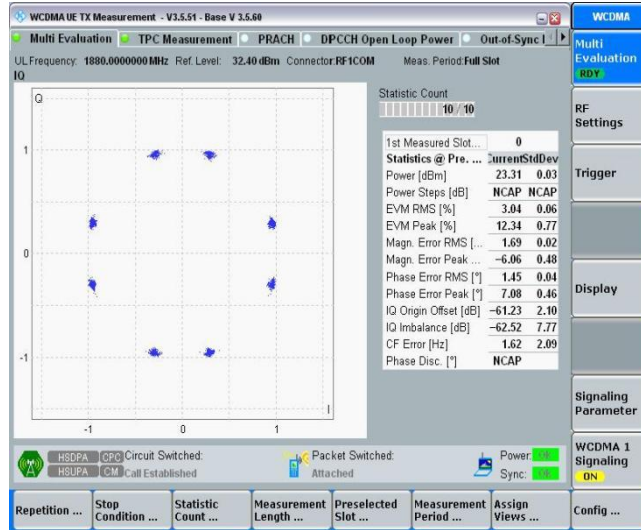 WCDMA UE TX Measurement - V3.5.51 - Base V 3.5.60
WCDMA
Multi Evaluation
TPC Measurement
PRACH
DPCCH Open Loop Power
Out-of-Sync
UL Frequency: 1880.0000000 MHz Ref. Level: 32.40 dBm Connector:RF1COM Meas. Period:Full Slot
IQ
Multi Evaluation
RDY
RF Settings
Trigger
Display
Signaling Parameter
WCDMA 1 Signaling
ON
Q
1
0
-1
-1 0 1
I
Statistic Count
10 / 10
1st Measured Slot... 0
Statistics @ Pre. ... Current StdDev
Power [dBm] 23.31 0.03
Power Steps [dB] NCAP NCAP
EVM RMS [%] 3.04 0.06
EVM Peak [%] 12.34 0.77
Magn. Error RMS [... 1.69 0.02
Magn. Error Peak ... -6.06 0.48
Phase Error RMS [°] 1.45 0.04
Phase Error Peak [°] 7.08 0.46
IQ Origin Offset [dB] -61.23 2.10
IQ Imbalance [dB] -62.52 7.77
CF Error [Hz] 1.62 2.09
Phase Disc. [°] NCAP
HSDPA CPC Circuit Switched:
HSUPA CM Call Established
Packet Switched:
Attached
Power:
Sync:
Repetition ...
Stop Condition ...
Statistic Count ...
Measurement Length ...
Preselected Slot ...
Measurement Period ...
Assign Views ...
Config ...